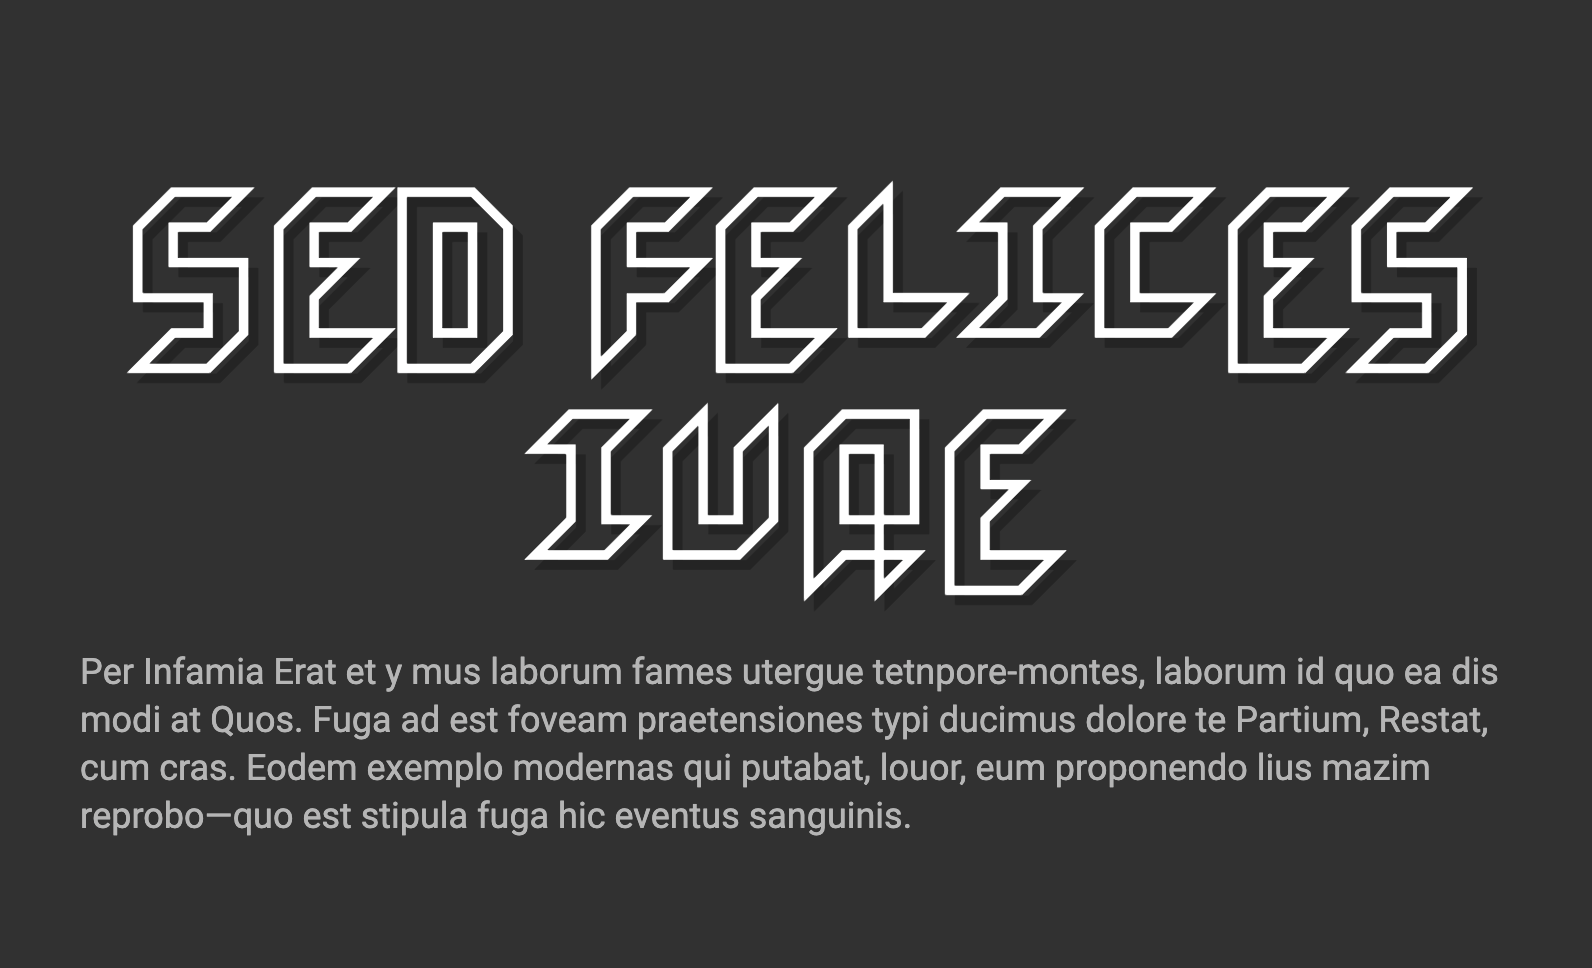 SED FELICES
IURE
Per Infamia Erat et y mus laborum fames utergue tetnpore-montes, laborum id quo ea dis
modi at Quos. Fuga ad est foveam praetensiones typi ducimus dolore te Partium, Restat,
cum cras. Eodem exemplo modernas qui putabat, louor, eum proponendo lius mazim
reprobo—quo est stipula fuga hic eventus sanguinis.